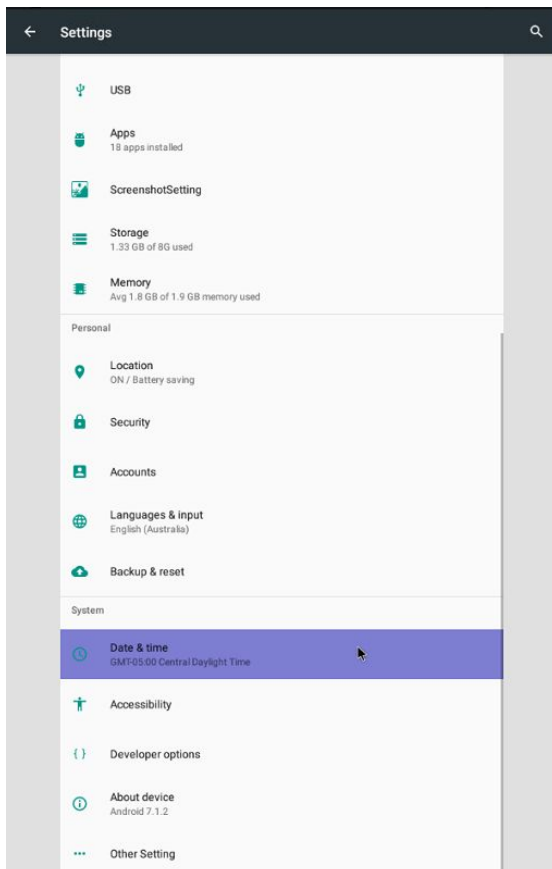 Settings
USB
Apps
18 apps installed
ScreenshotSetting
Storage
1.33 GB of 8G used
Memory
Avg 1.8 GB of 1.9 GB memory used
Personal
Location
ON / Battery saving
Security
Accounts
Languages & input
English (Australia)
Backup & reset
System
Date & time
GMT-05:00 Central Daylight Time
Accessibility
Developer options
About device
Android 7.1.2
Other Setting